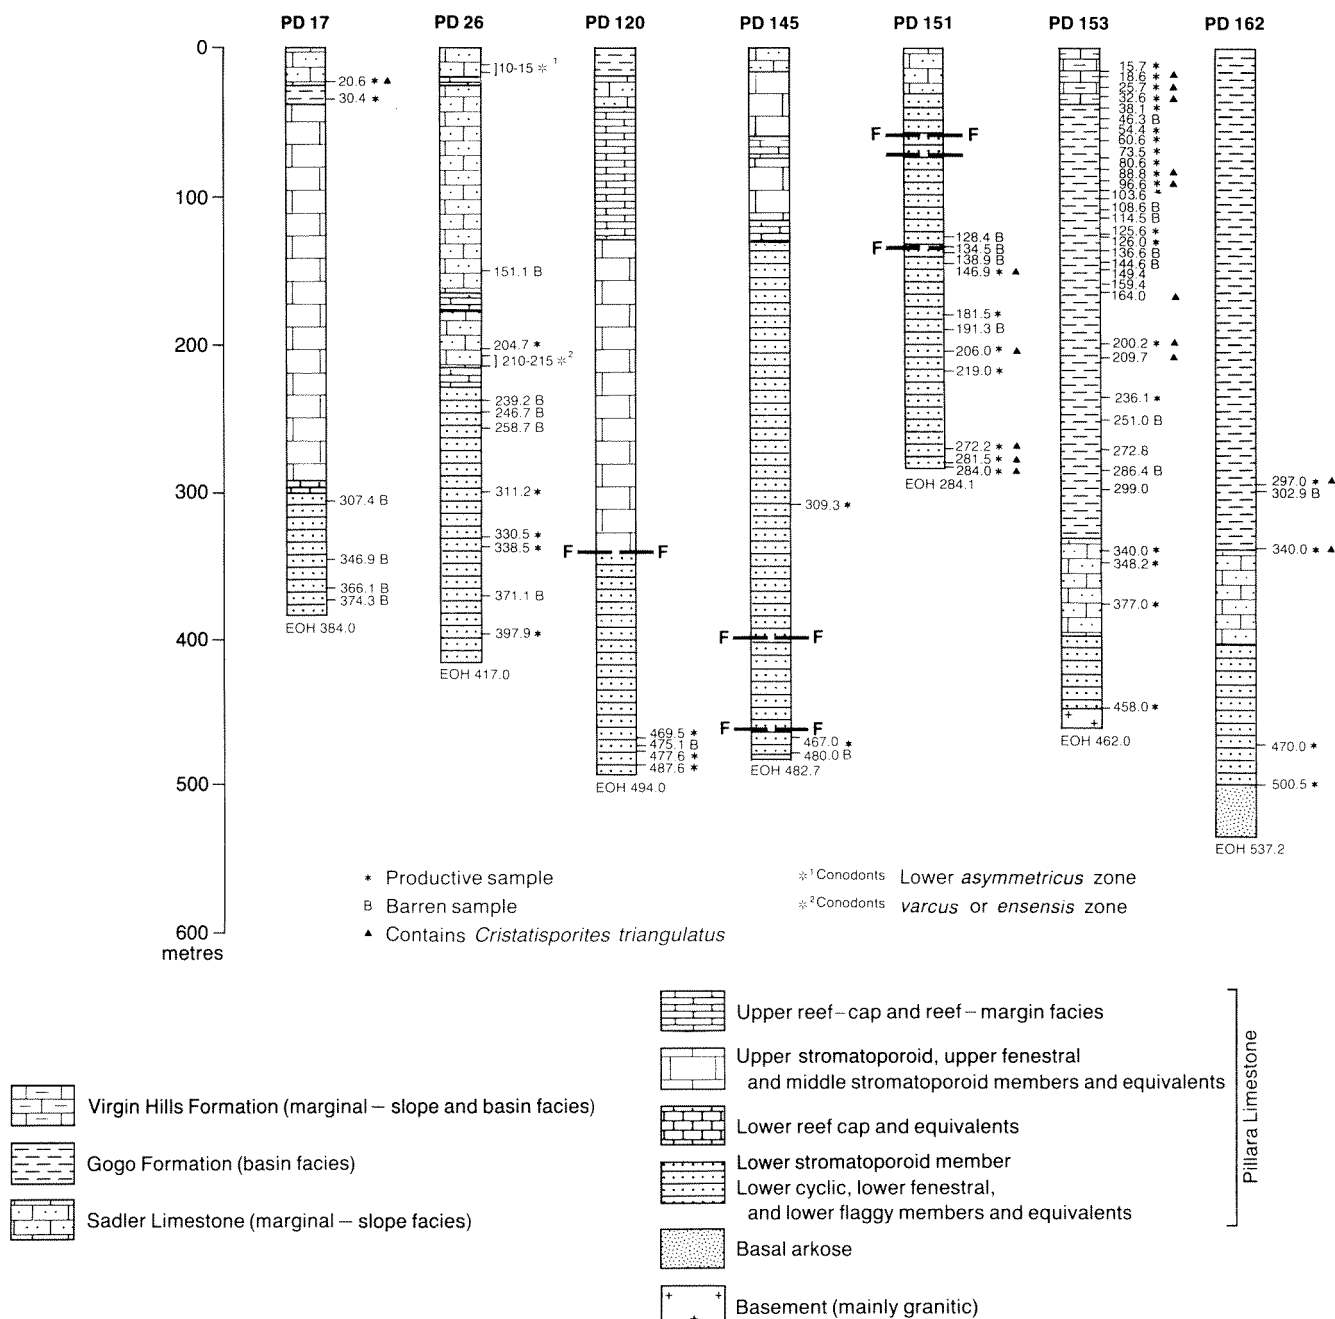 PD 17 PD 26 PD 120 PD 145 PD 151 PD 153 PD 162
0
100
200
300
400
500
600
metres
20.6 * ▲
30.4 *
307.4 B
346.9 B
366.1 B
374.3 B
EOH 384.0
]10-15 ✲ 1
151.1 B
204.7 *
] 210-215 ✲ 2
239.2 B
246.7 B
258.7 B
311.2 *
330.5 *
338.5 *
371.1 B
397.9 *
EOH 417.0
F F
469.5 *
475.1 B
477.6 *
487.6 *
EOH 494.0
309.3 *
F F
F F
467.0 *
480.0 B
EOH 482.7
F F
F
128.4 B
134.5 B
138.9 B
146.9 * ▲
181.5 *
191.3 B
206.0 * ▲
219.0 *
272.2 * ▲
281.5 * ▲
284.0 * ▲
EOH 284.1
15.7 *
18.6 * ▲
25.7 * ▲
32.6 * ▲
38.1 *
46.3 B
54.4 *
60.6 *
73.5 *
80.6 *
88.8 * ▲
96.6 * ▲
103.6 *
108.6 B
114.5 B
125.6 *
126.0 *
136.6 B
144.6 B
149.4
159.4
164.0 ▲
200.2 * ▲
209.7 ▲
236.1 *
251.0 B
272.8
286.4 B
299.0
340.0 *
348.2 *
377.0 *
458.0 *
EOH 462.0
297.0 * ▲
302.9 B
340.0 * ▲
470.0 *
500.5 *
EOH 537.2
* Productive sample
B Barren sample
▲ Contains Cristatisporites triangulatus
✲1 Conodonts Lower asymmetricus zone
✲2 Conodonts varcus or ensensis zone
Virgin Hills Formation (marginal – slope and basin facies)
Gogo Formation (basin facies)
Sadler Limestone (marginal – slope facies)
Upper reef–cap and reef–margin facies
Upper stromatoporoid, upper fenestral
and middle stromatoporoid members and equivalents
Lower reef cap and equivalents
Lower stromatoporoid member
Lower cyclic, lower fenestral,
and lower flaggy members and equivalents
Pillara Limestone
Basal arkose
Basement (mainly granitic)